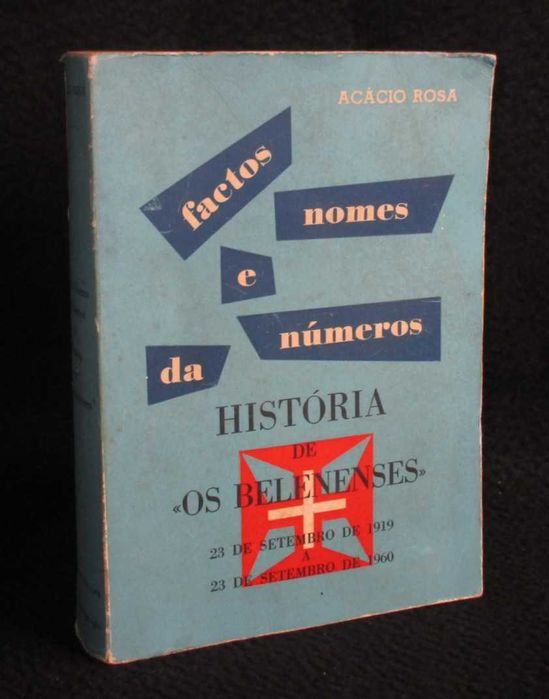 ACÁCIO ROSA
factos
nomes
e
números
da
HISTÓRIA
DE
«OS BELENENSES»
23 DE SETEMBRO DE 1919
A
23 DE SETEMBRO DE 1960